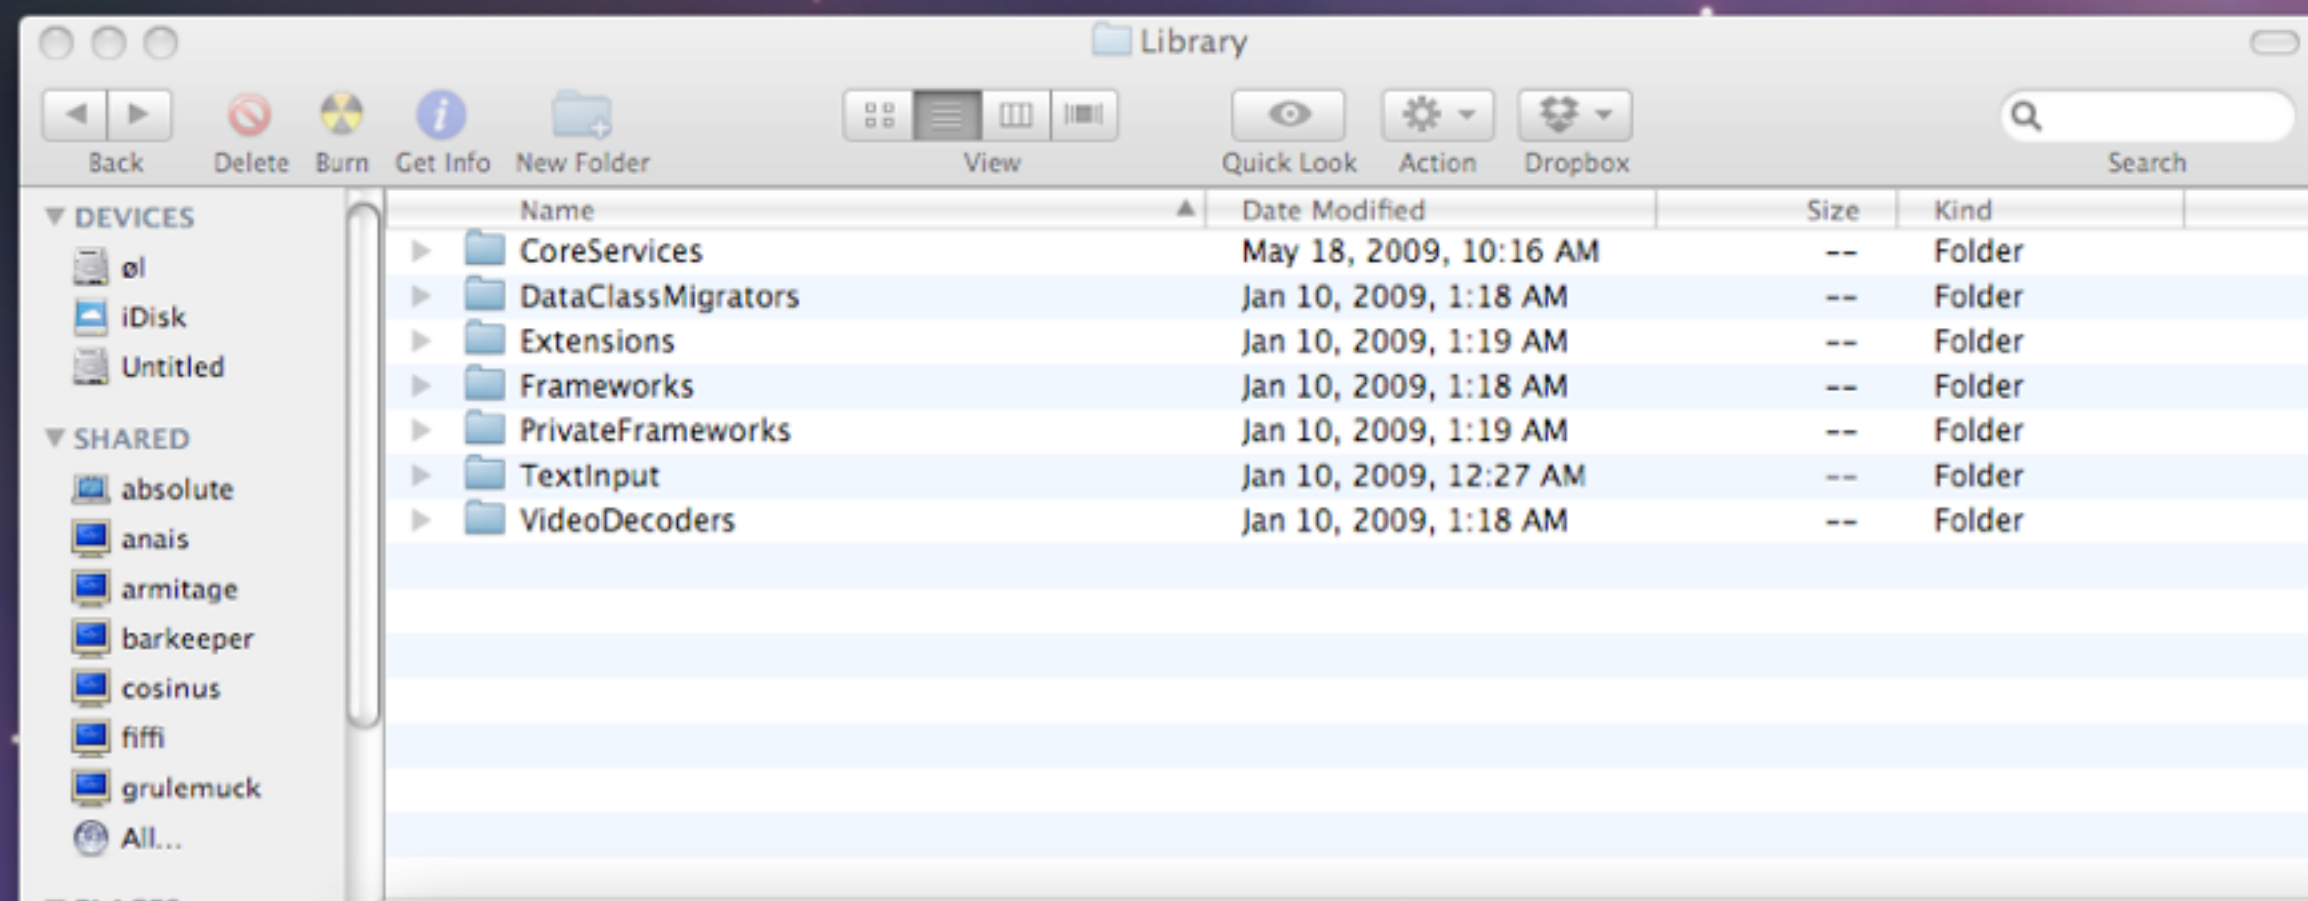 Library
Back Delete Burn Get Info New Folder View Quick Look Action Dropbox Search
DEVICES
øl
iDisk
Untitled
SHARED
absolute
anais
armitage
barkeeper
cosinus
fiffi
grulemuck
All...
Name Date Modified Size Kind
CoreServices May 18, 2009, 10:16 AM -- Folder
DataClassMigrators Jan 10, 2009, 1:18 AM -- Folder
Extensions Jan 10, 2009, 1:19 AM -- Folder
Frameworks Jan 10, 2009, 1:18 AM -- Folder
PrivateFrameworks Jan 10, 2009, 1:19 AM -- Folder
TextInput Jan 10, 2009, 12:27 AM -- Folder
VideoDecoders Jan 10, 2009, 1:18 AM -- Folder